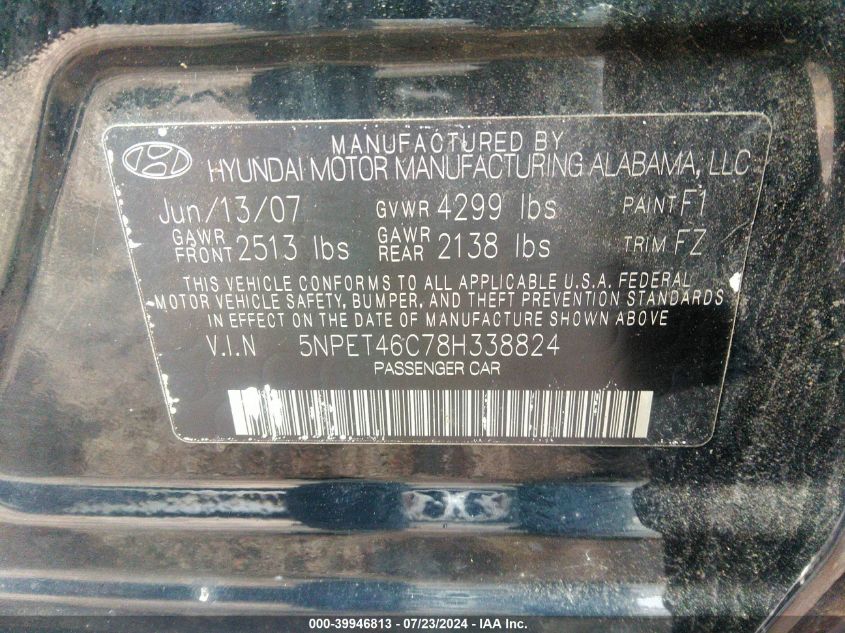 MANUFACTURED BY
HYUNDAI MOTOR MANUFACTURING ALABAMA, LLC
Jun/13/07 GVWR 4299 lbs PAINT F1
GAWR FRONT 2513 lbs GAWR REAR 2138 lbs TRIM FZ
THIS VEHICLE CONFORMS TO ALL APPLICABLE U.S.A. FEDERAL
MOTOR VEHICLE SAFETY, BUMPER, AND THEFT PREVENTION STANDARDS
IN EFFECT ON THE DATE OF MANUFACTURE SHOWN ABOVE
V.I.N 5NPET46C78H338824
PASSENGER CAR
000-39946813 - 07/23/2024 - IAA Inc.